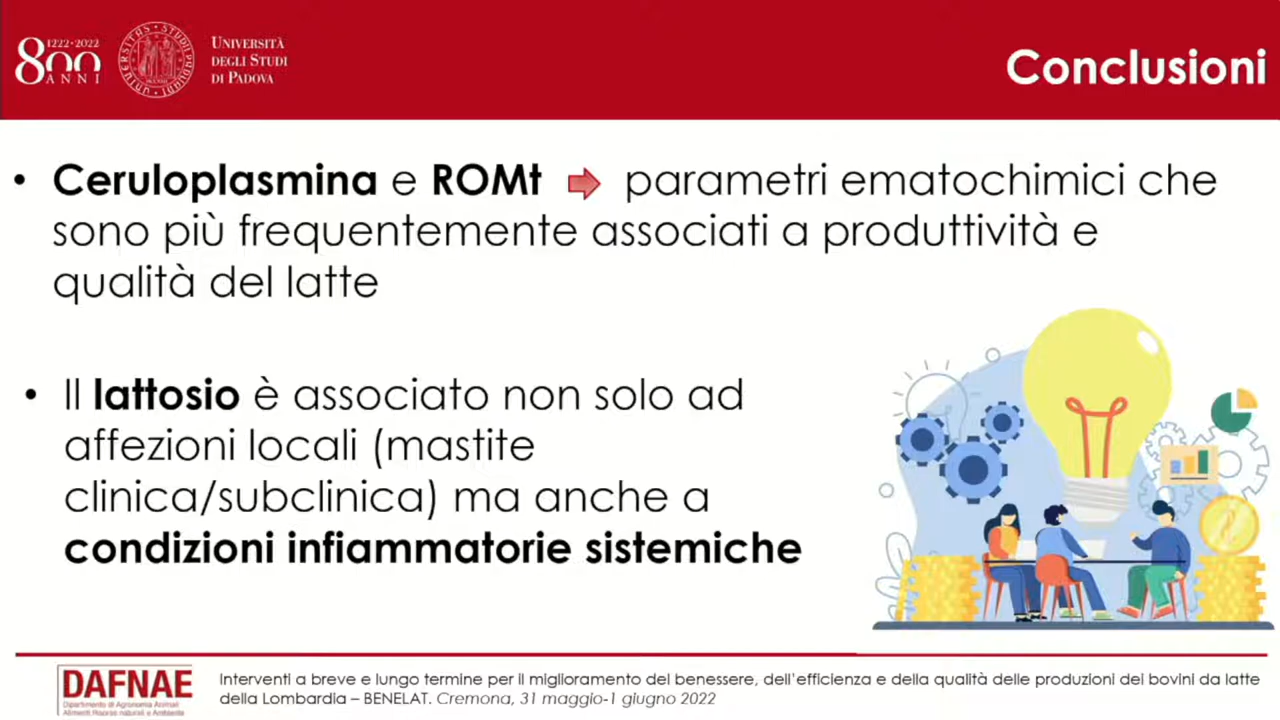 1222·2022
800
ANNI
UNIVERSITÀ
DEGLI STUDI
DI PADOVA
Conclusioni
• Ceruloplasmina e ROMt parametri ematochimici che
sono più frequentemente associati a produttività e
qualità del latte
• Il lattosio è associato non solo ad
affezioni locali (mastite
clinica/subclinica) ma anche a
condizioni infiammatorie sistemiche
DAFNAE
Dipartimento di Agronomia Animali
Alimenti Risorse naturali e Ambiente
Interventi a breve e lungo termine per il miglioramento del benessere, dell'efficienza e della qualità delle produzioni dei bovini da latte
della Lombardia – BENELAT. Cremona, 31 maggio-1 giugno 2022